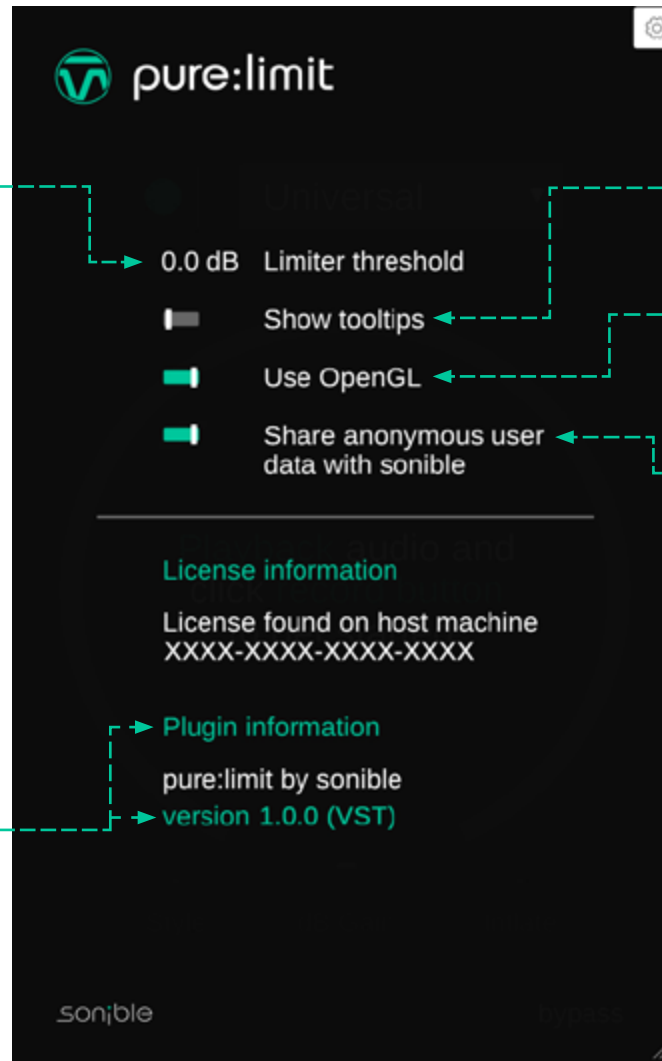 pure:limit
Universal
0.0 dB Limiter threshold
Show tooltips
Use OpenGL
Share anonymous user
data with sonible
License information
License found on host machine
XXXX-XXXX-XXXX-XXXX
Plugin information
pure:limit by sonible
version 1.0.0 (VST)
sonible
bypass